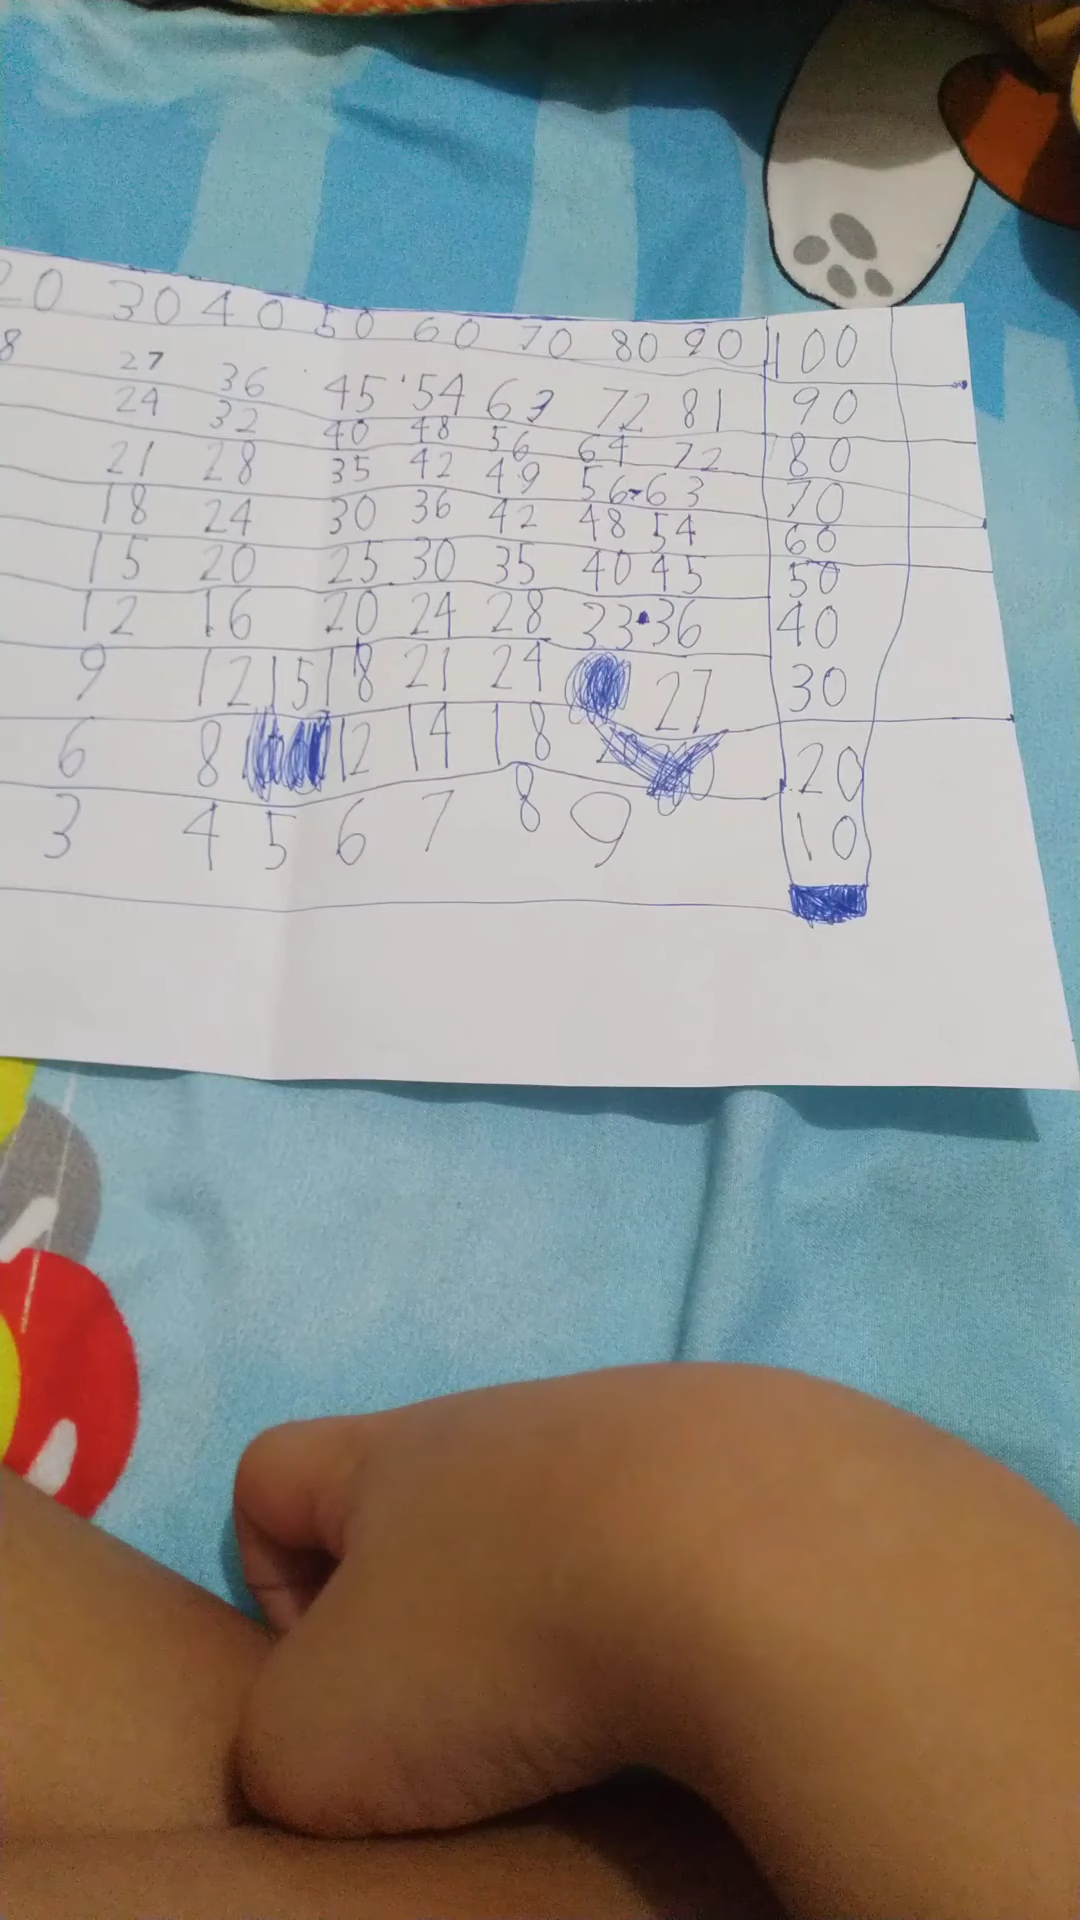 20 30 40 50 60 70 80 90 100
8 27 36 45 54 63 72 81 90
24 32 40 48 56 64 72 80
21 28 35 42 49 56 63 70
18 24 30 36 42 48 54 60
15 20 25 30 35 40 45 50
12 16 20 24 28 33 36 40
9 12 15 18 21 24 27 30
6 8 12 14 18 20
3 4 5 6 7 8 9 10